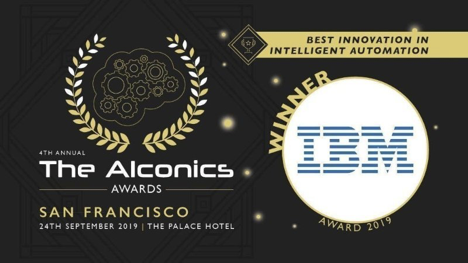 BEST INNOVATION IN
INTELLIGENT AUTOMATION
4TH ANNUAL
The AIconics
AWARDS
SAN FRANCISCO
24TH SEPTEMBER 2019 | THE PALACE HOTEL
WINNER
IBM
AWARD 2019